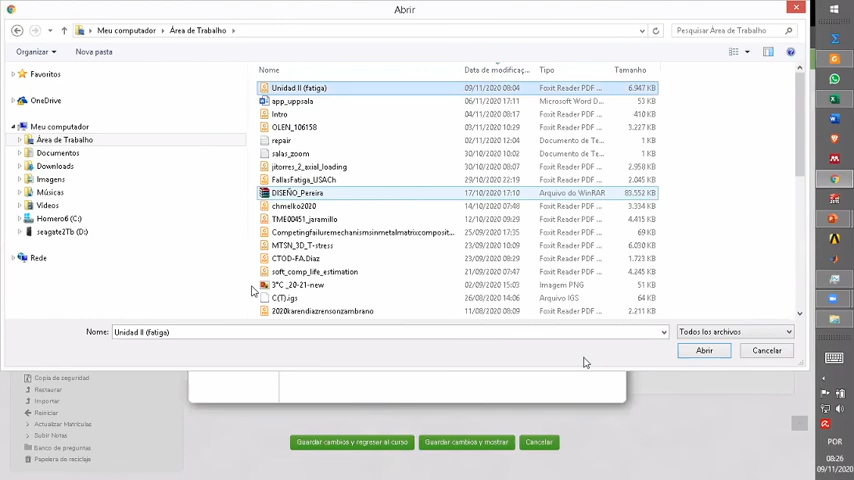 Abrir
Meu computador Área de Trabalho
Pesquisar Área de Trabalho
Organizar Nova pasta
Favoritos
OneDrive
Meu computador
Área de Trabalho
Documentos
Downloads
Imagens
Músicas
Vídeos
Homero6 (C:)
seagate2Tb (D:)
Rede
Nome Data de modificaç... Tipo Tamanho
Unidad II (fatiga) 09/11/2020 08:04 Foxit Reader PDF ... 6.947 KB
app_uppsala 06/11/2020 17:11 Microsoft Word D... 53 KB
Intro 04/11/2020 18:15 Foxit Reader PDF ... 410 KB
OLEN_106158 03/11/2020 10:29 Foxit Reader PDF ... 3.227 KB
repair 02/11/2020 12:04 Documento de Te... 1 KB
salas_zoom 30/10/2020 10:02 Documento de Te... 1 KB
jitorres_2_axial_loading 30/10/2020 08:07 Foxit Reader PDF ... 2.958 KB
FallasFatiga_USACh 29/10/2020 22:19 Foxit Reader PDF ... 2.045 KB
DISEÑO_Pereira 17/10/2020 17:10 Arquivo do WinRAR 83.552 KB
chmelko2020 14/10/2020 07:48 Foxit Reader PDF ... 3.334 KB
TME00451_jaramillo 12/10/2020 09:29 Foxit Reader PDF ... 4.415 KB
Competingfailuremechanismsinmetalmatrixcomposit... 25/09/2020 17:35 Foxit Reader PDF ... 69 KB
MTSN_3D_T-stress 23/09/2020 10:09 Foxit Reader PDF ... 6.030 KB
CTOD-FA.Diaz 21/09/2020 10:58 Foxit Reader PDF ... 1.723 KB
soft_comp_life_estimation 21/09/2020 07:47 Foxit Reader PDF ... 4.245 KB
3°C _20-21-new 02/09/2020 15:03 Imagem PNG 51 KB
C(T).igs 26/08/2020 14:06 Arquivo IGS 64 KB
2020karendiazrensonzambrano 11/08/2020 08:09 Foxit Reader PDF ... 2.211 KB
Nome: Unidad II (fatiga)
Todos los archivos
Abrir Cancelar
Copia de seguridad
Restaurar
Importar
Reiniciar
Actualizar Matriculas
Subir Notas
Banco de preguntas
Papelera de reciclaje
Guardar cambios y regresar al curso Guardar cambios y mostrar Cancelar
POR
08:26
09/11/2020